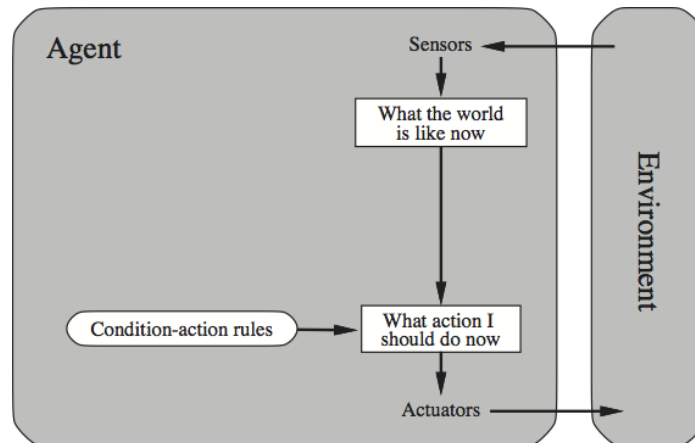 Agent
Sensors
What the world
is like now
Environment
Condition-action rules
What action I
should do now
Actuators